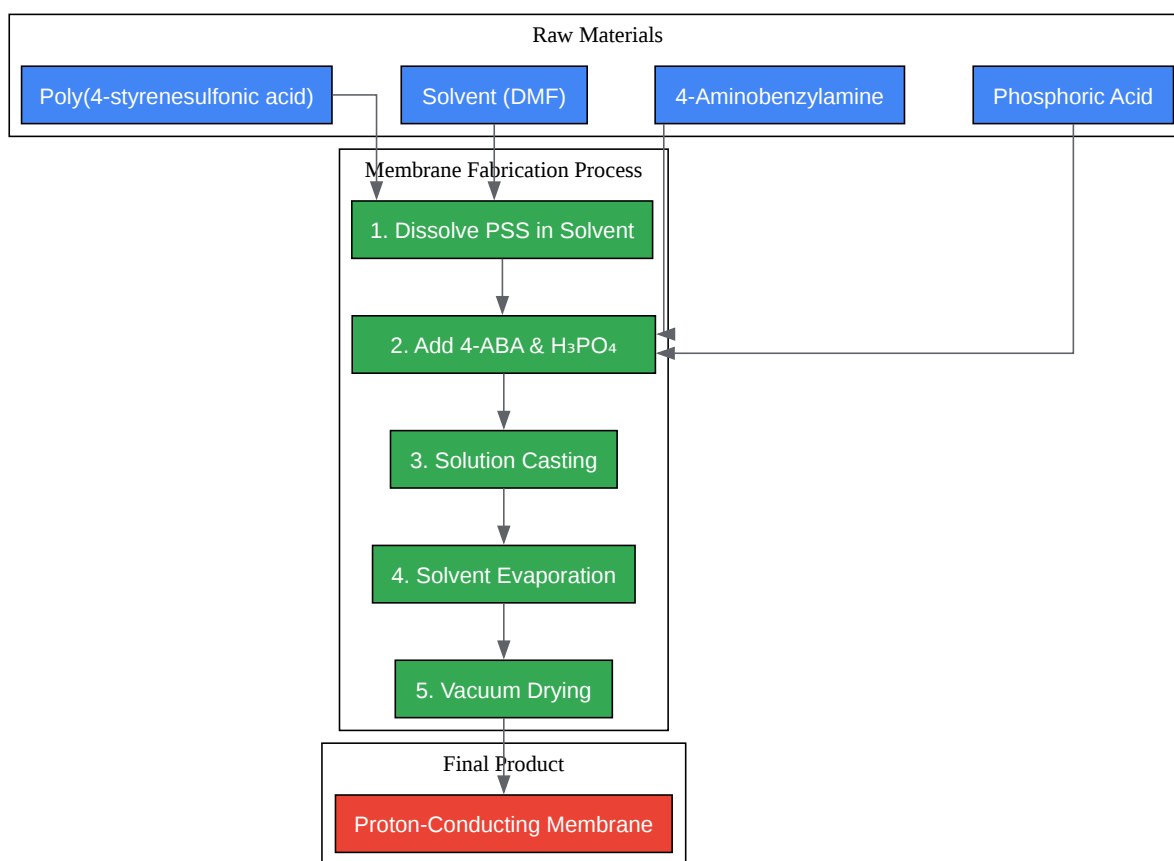 Raw Materials
Poly(4-styrenesulfonic acid)
Solvent (DMF)
4-Aminobenzylamine
Phosphoric Acid
Membrane Fabrication Process
1. Dissolve PSS in Solvent
2. Add 4-ABA & H₃PO₄
3. Solution Casting
4. Solvent Evaporation
5. Vacuum Drying
Final Product
Proton-Conducting Membrane